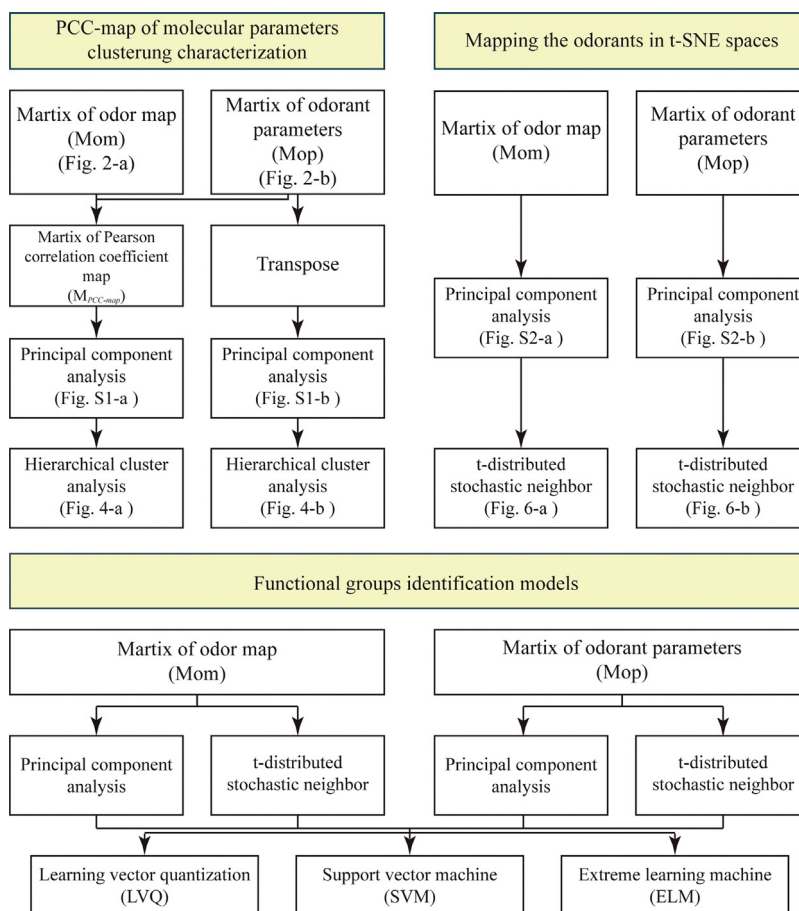 PCC-map of molecular parameters
clusterung characterization
Martix of odor map
(Mom)
(Fig. 2-a)
Martix of odorant
parameters
(Mop)
(Fig. 2-b)
Martix of Pearson
correlation coefficient
map
(M_PCC-map)
Transpose
Principal component
analysis
(Fig. S1-a )
Principal component
analysis
(Fig. S1-b )
Hierarchical cluster
analysis
(Fig. 4-a )
Hierarchical cluster
analysis
(Fig. 4-b )
Mapping the odorants in t-SNE spaces
Martix of odor map
(Mom)
Martix of odorant
parameters
(Mop)
Principal component
analysis
(Fig. S2-a )
Principal component
analysis
(Fig. S2-b )
t-distributed
stochastic neighbor
(Fig. 6-a )
t-distributed
stochastic neighbor
(Fig. 6-b )
Functional groups identification models
Martix of odor map
(Mom)
Martix of odorant parameters
(Mop)
Principal component
analysis
t-distributed
stochastic neighbor
Principal component
analysis
t-distributed
stochastic neighbor
Learning vector quantization
(LVQ)
Support vector machine
(SVM)
Extreme learning machine
(ELM)